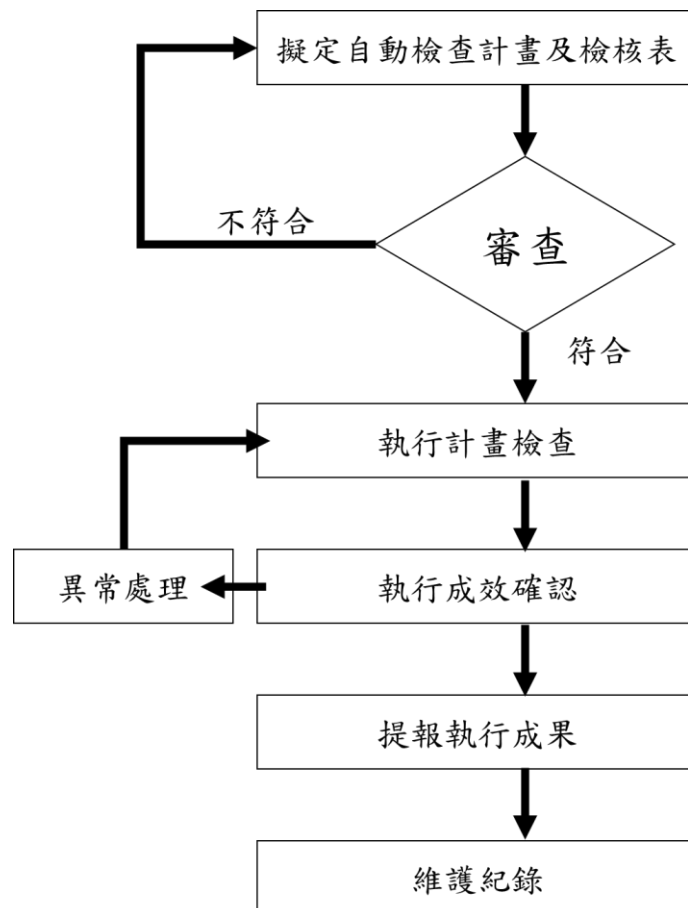 擬定自動檢查計畫及檢核表
不符合
審查
符合
執行計畫檢查
異常處理
執行成效確認
提報執行成果
維護紀錄